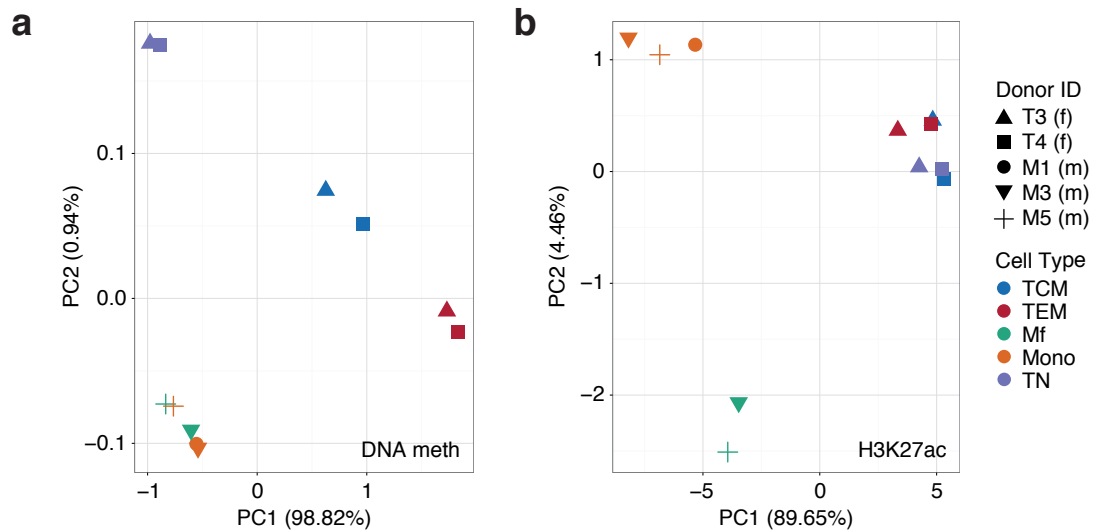 a
0.1
0.0
−0.1
PC2 (0.94%)
−1
0
1
PC1 (98.82%)
DNA meth
b
1
0
−1
−2
PC2 (4.46%)
−5
0
5
PC1 (89.65%)
H3K27ac
Donor ID
T3 (f)
T4 (f)
M1 (m)
M3 (m)
M5 (m)
Cell Type
TCM
TEM
Mf
Mono
TN